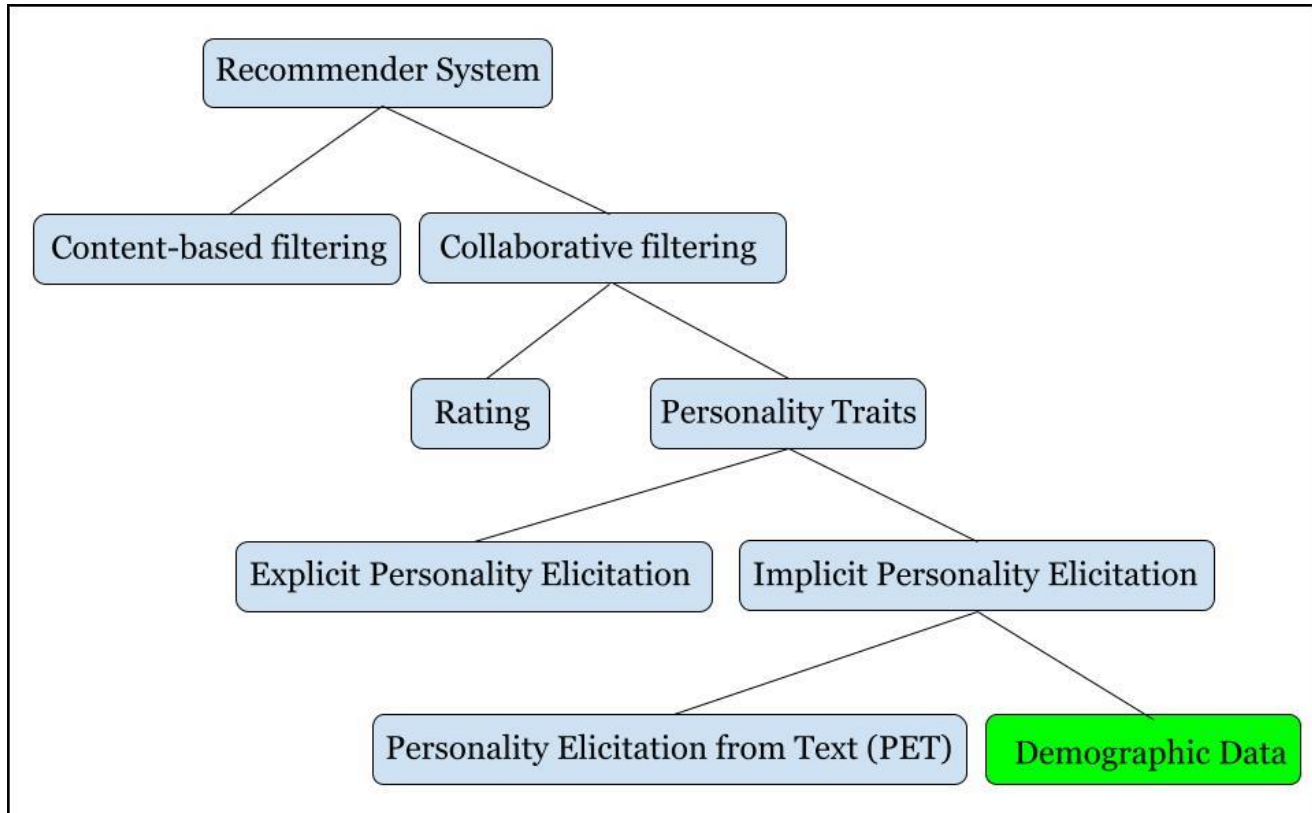 Recommender System
Content-based filtering
Collaborative filtering
Rating
Personality Traits
Explicit Personality Elicitation
Implicit Personality Elicitation
Personality Elicitation from Text (PET)
Demographic Data